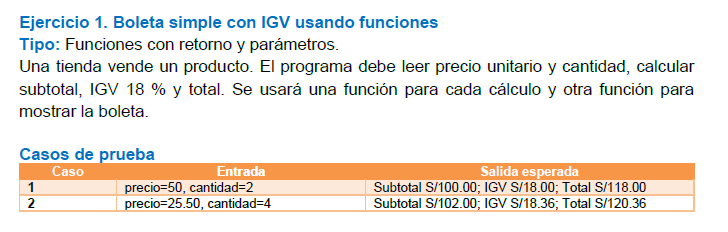 Ejercicio 1. Boleta simple con IGV usando funciones
Tipo: Funciones con retorno y parámetros.
Una tienda vende un producto. El programa debe leer precio unitario y cantidad, calcular
subtotal, IGV 18 % y total. Se usará una función para cada cálculo y otra función para
mostrar la boleta.
Casos de prueba
Caso Entrada Salida esperada
1 precio=50, cantidad=2 Subtotal S/100.00; IGV S/18.00; Total S/118.00
2 precio=25.50, cantidad=4 Subtotal S/102.00; IGV S/18.36; Total S/120.36